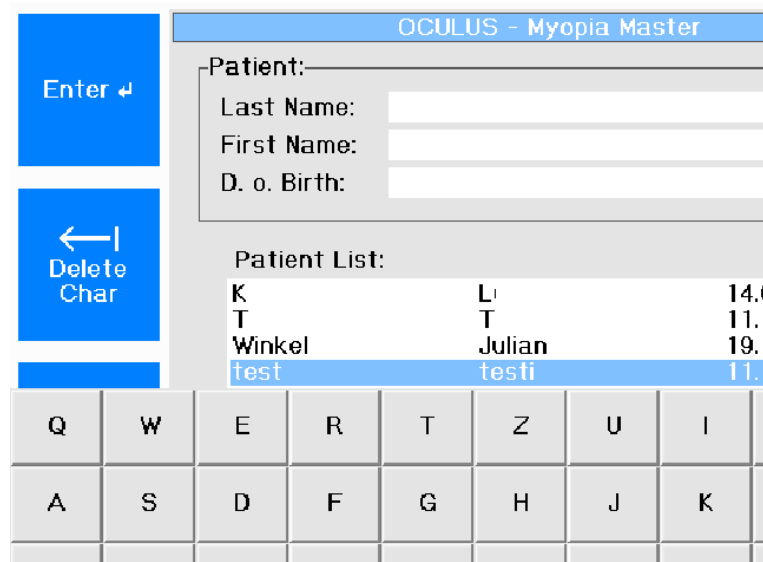 OCULUS - Myopia Master
Enter ↵
Patient:
Last Name:
First Name:
D. o. Birth:
Delete
Char
Patient List:
K 14.
T T 11.
Winkel Julian 19.
test testi 11.
Q W E R T Z U I
A S D F G H J K